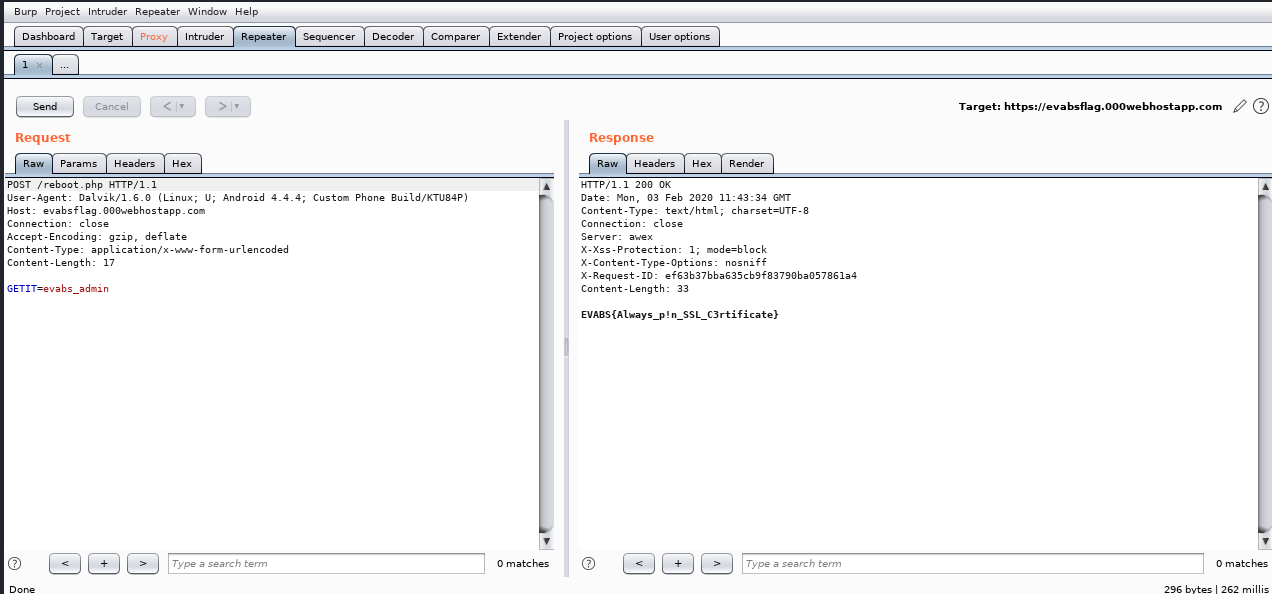 Burp Project Intruder Repeater Window Help
Dashboard Target Proxy Intruder Repeater Sequencer Decoder Comparer Extender Project options User options
1 × ...
Send Cancel < > Target: https://evabsflag.000webhostapp.com ?
Request
Raw Params Headers Hex
POST /reboot.php HTTP/1.1
User-Agent: Dalvik/1.6.0 (Linux; U; Android 4.4.4; Custom Phone Build/KTU84P)
Host: evabsflag.000webhostapp.com
Connection: close
Accept-Encoding: gzip, deflate
Content-Type: application/x-www-form-urlencoded
Content-Length: 17
GETIT=evabs_admin
? < + > Type a search term 0 matches
Response
Raw Headers Hex Render
HTTP/1.1 200 OK
Date: Mon, 03 Feb 2020 11:43:34 GMT
Content-Type: text/html; charset=UTF-8
Connection: close
Server: awex
X-Xss-Protection: 1; mode=block
X-Content-Type-Options: nosniff
X-Request-ID: ef63b37bba635cb9f83790ba057861a4
Content-Length: 33
EVABS{Always_p!n_SSL_C3rtificate}
? < + > Type a search term 0 matches
Done 296 bytes | 262 millis